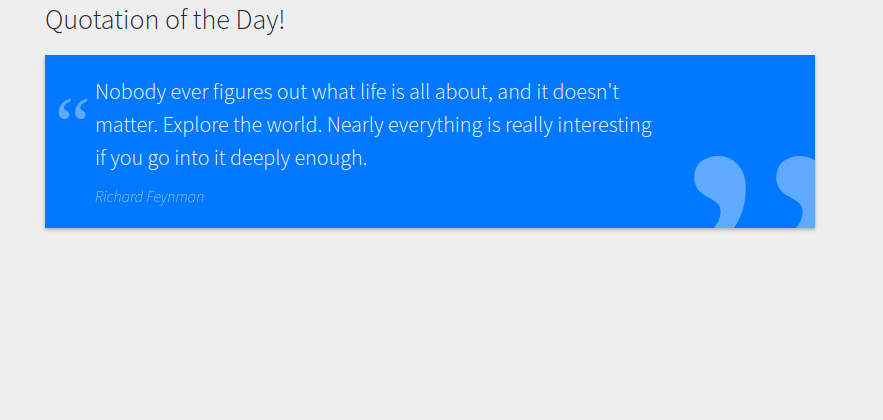 Quotation of the Day!
“ Nobody ever figures out what life is all about, and it doesn't
matter. Explore the world. Nearly everything is really interesting
if you go into it deeply enough.
Richard Feynman
”